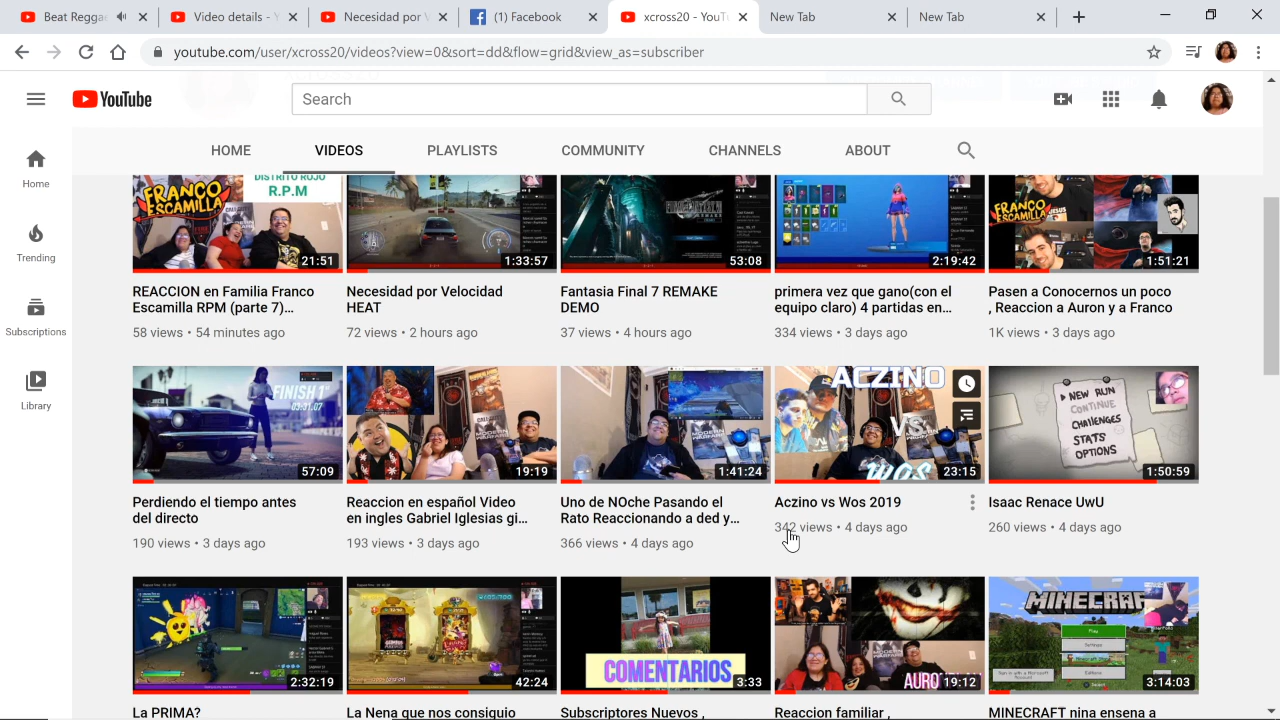 Beat Reggae
Video details -
Necesidad por V
(1) Facebook
xcross20 - YouT
New Tab
New Tab
youtube.com/user/xcross20/videos?view=0&sort=dd&flow=grid&view_as=subscriber
YouTube
Search
HOME VIDEOS PLAYLISTS COMMUNITY CHANNELS ABOUT
Home
Trending
Subscriptions
Library
FRANCO
ESCAMILLA
DISTRITO ROJO
R.P.M
21:51
REACCION en Familia Franco
Escamilla RPM (parte 7)...
58 views • 54 minutes ago
1:33:57
Necesidad por Velocidad
HEAT
72 views • 2 hours ago
53:08
Fantasia Final 7 REMAKE
DEMO
37 views • 4 hours ago
2:19:42
primera vez que gano(con el
equipo claro) 4 partidas en...
334 views • 3 days ago
FRANCO
ESCAMILLA
1:51:21
Pasen a Conocernos un poco
, Reaccion a Auron y a Franco
1K views • 3 days ago
FINISH 1st
03:31.07
57:09
Perdiendo el tiempo antes
del directo
190 views • 3 days ago
19:19
Reaccion en español Video
en ingles Gabriel Iglesias gi...
193 views • 3 days ago
1:41:24
Uno de NOche Pasando el
Rato Reaccionando a ded y...
366 views • 4 days ago
ACZINO
V
WOS
23:15
Aczino vs Wos 2019
342 views • 4 days ago
NEW RUN
CONTINUE
CHALLENGES
STATS
OPTIONS
1:50:59
Isaac Renace UwU
260 views • 4 days ago
2:32:19
La PRIMA?
42:24
La Nena que nos consiguio
COMENTARIOS
3:33
Subscriptores Nuevos ,
AURO
19:12
Reaccion familiar ,
MINECRAFT
Play
3:14:03
MINECRAFT nina ensena a